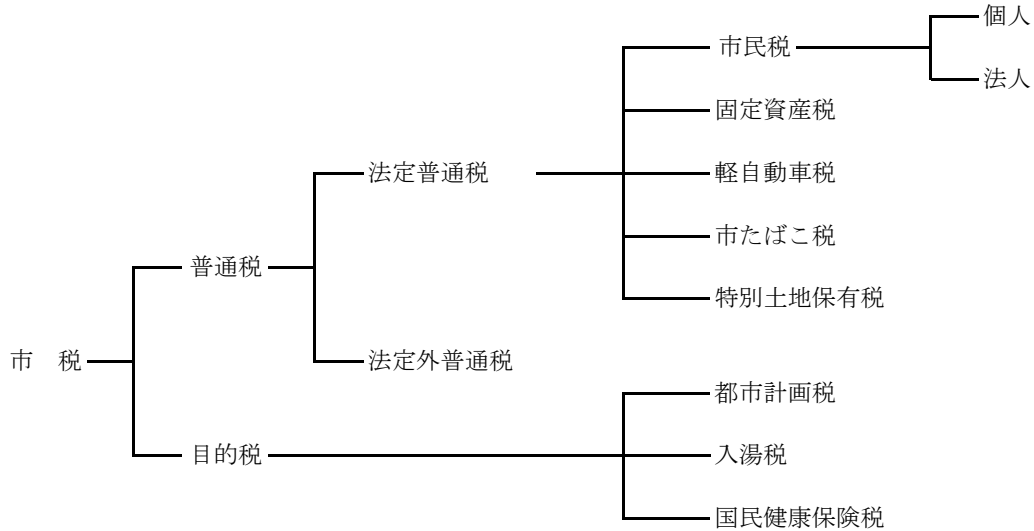 個人
市民税
法人
固定資産税
法定普通税
軽自動車税
市たばこ税
普通税
特別土地保有税
市　税
法定外普通税
都市計画税
目的税
入湯税
国民健康保険税